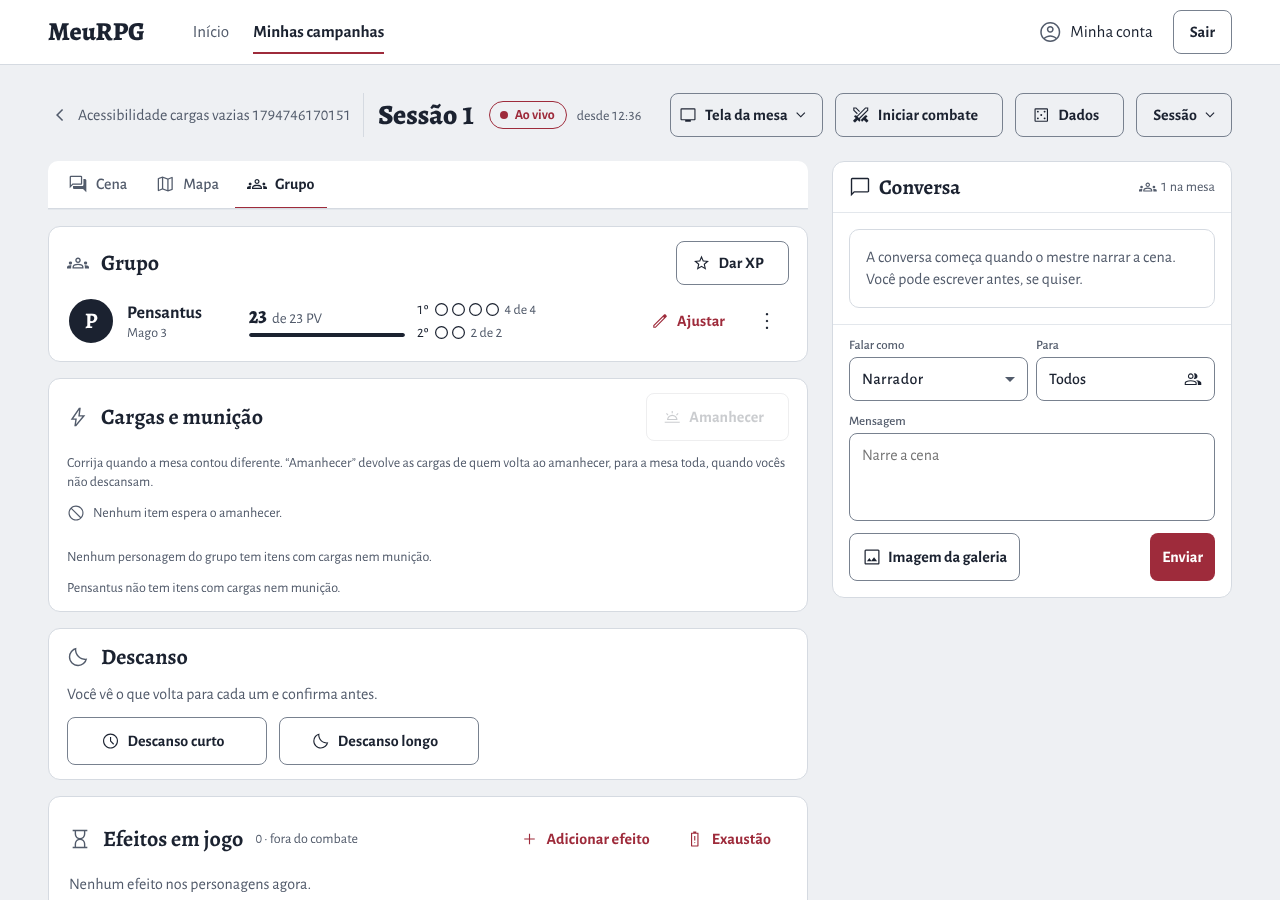 MeuRPG
Início
Minhas campanhas
Minha conta
Sair
Acessibilidade cargas vazias 1794746170151
Sessão 1
Ao vivo
desde 12:36
Tela da mesa
Iniciar combate
Dados
Sessão
Cena
Mapa
Grupo
Grupo
Dar XP
P
Pensantus
Mago 3
23 de 23 PV
1º 4 de 4
2º 2 de 2
Ajustar
Cargas e munição
Amanhecer
Corrija quando a mesa contou diferente. “Amanhecer” devolve as cargas de quem volta ao amanhecer, para a mesa toda, quando vocês
não descansam.
Nenhum item espera o amanhecer.
Nenhum personagem do grupo tem itens com cargas nem munição.
Pensantus não tem itens com cargas nem munição.
Descanso
Você vê o que volta para cada um e confirma antes.
Descanso curto
Descanso longo
Efeitos em jogo
0 · fora do combate
Adicionar efeito
Exaustão
Nenhum efeito nos personagens agora.
Conversa
1 na mesa
A conversa começa quando o mestre narrar a cena.
Você pode escrever antes, se quiser.
Falar como
Para
Narrador
Todos
Mensagem
Narre a cena
Imagem da galeria
Enviar